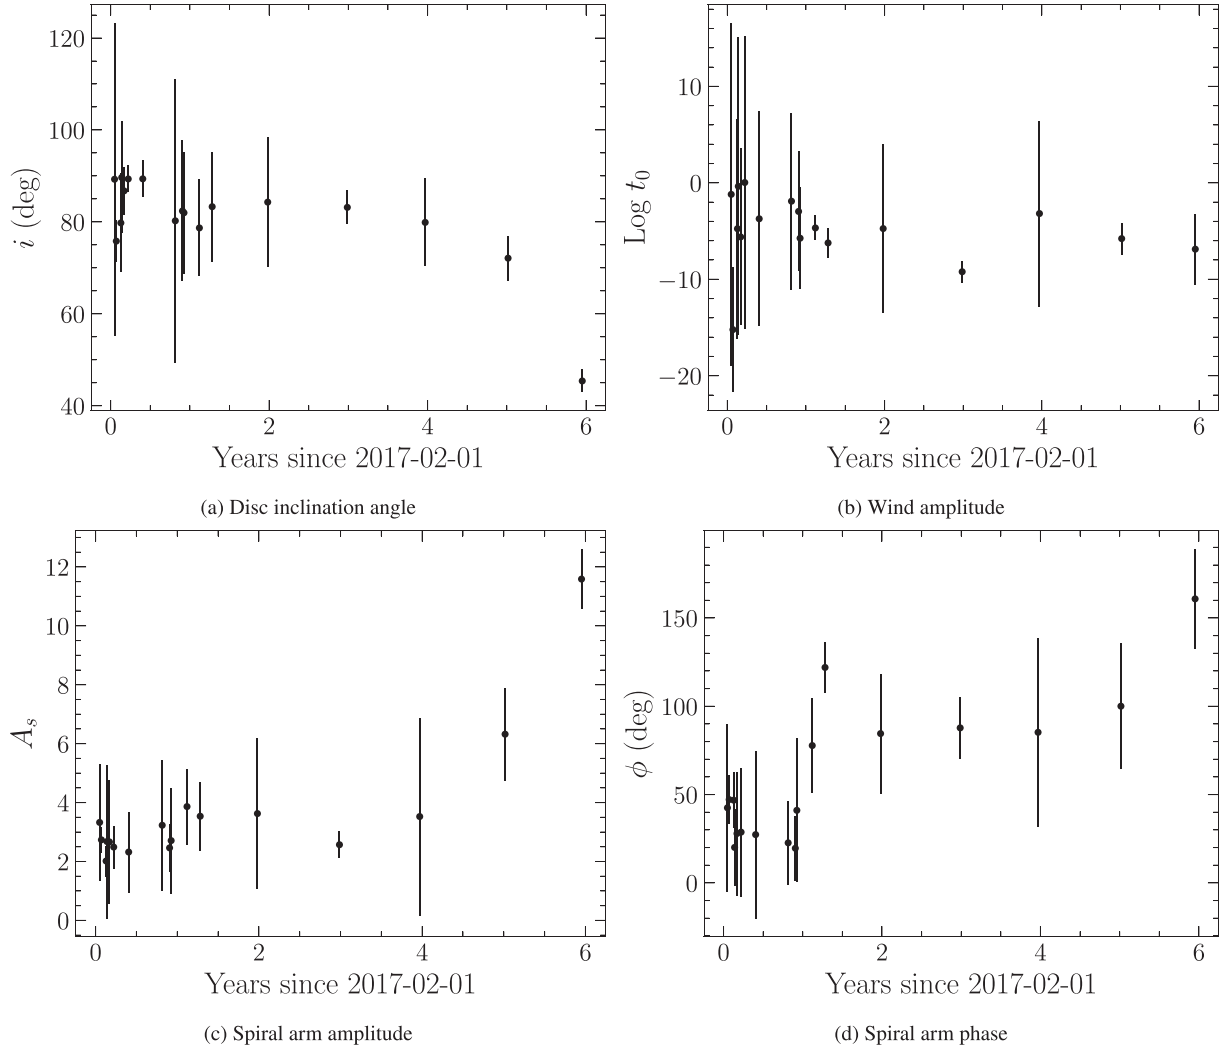 120
100
80
60
40
i (deg)
0 2 4 6
Years since 2017-02-01
(a) Disc inclination angle
10
0
−10
−20
Log t₀
0 2 4 6
Years since 2017-02-01
(b) Wind amplitude
12
10
8
6
4
2
0
Aₛ
0 2 4 6
Years since 2017-02-01
(c) Spiral arm amplitude
150
100
50
0
ϕ (deg)
0 2 4 6
Years since 2017-02-01
(d) Spiral arm phase